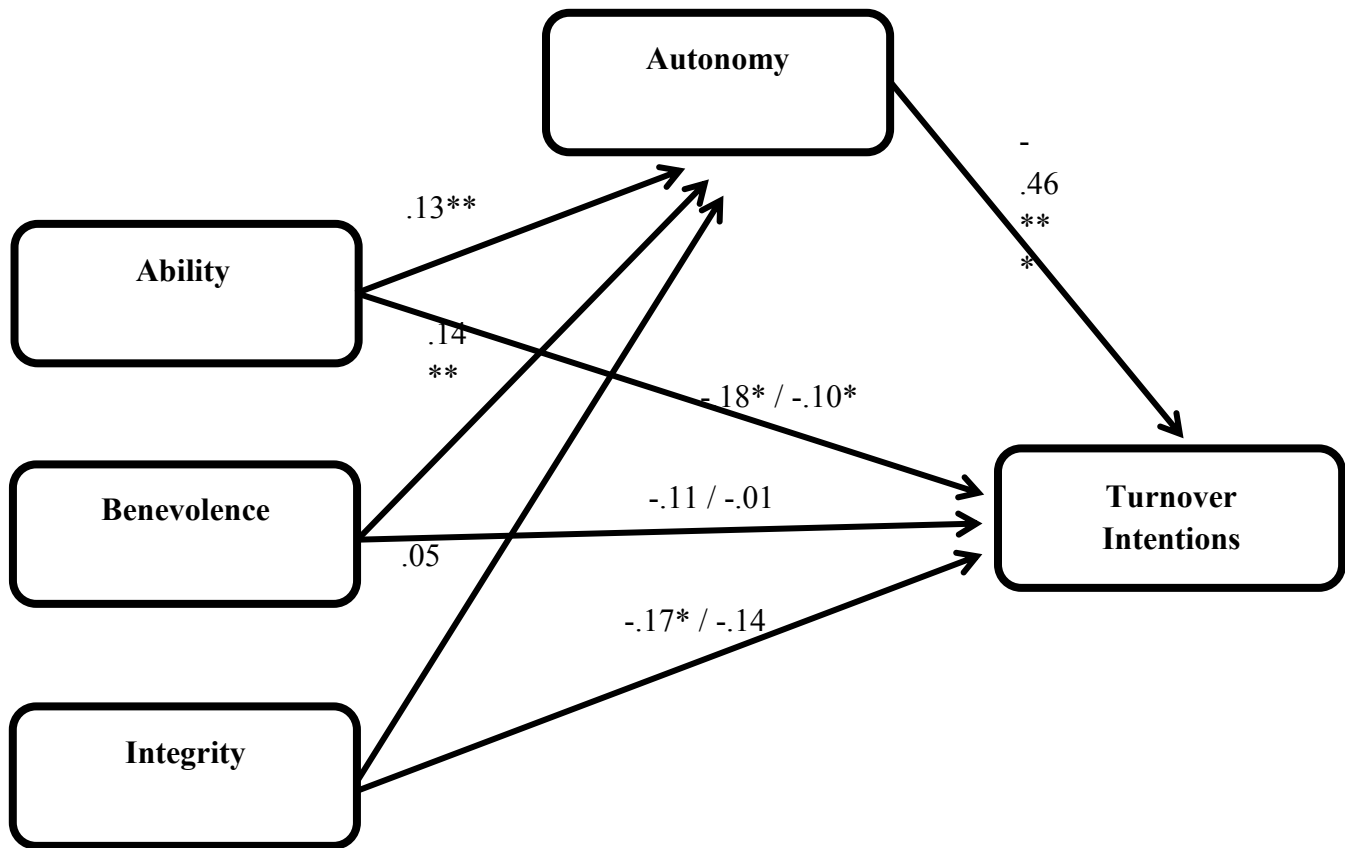 Autonomy
-
.46
**
*
.13**
Ability
.14
**
-.18* / -.10*
Benevolence
-.11 / -.01
Turnover
Intentions
.05
-.17* / -.14
Integrity